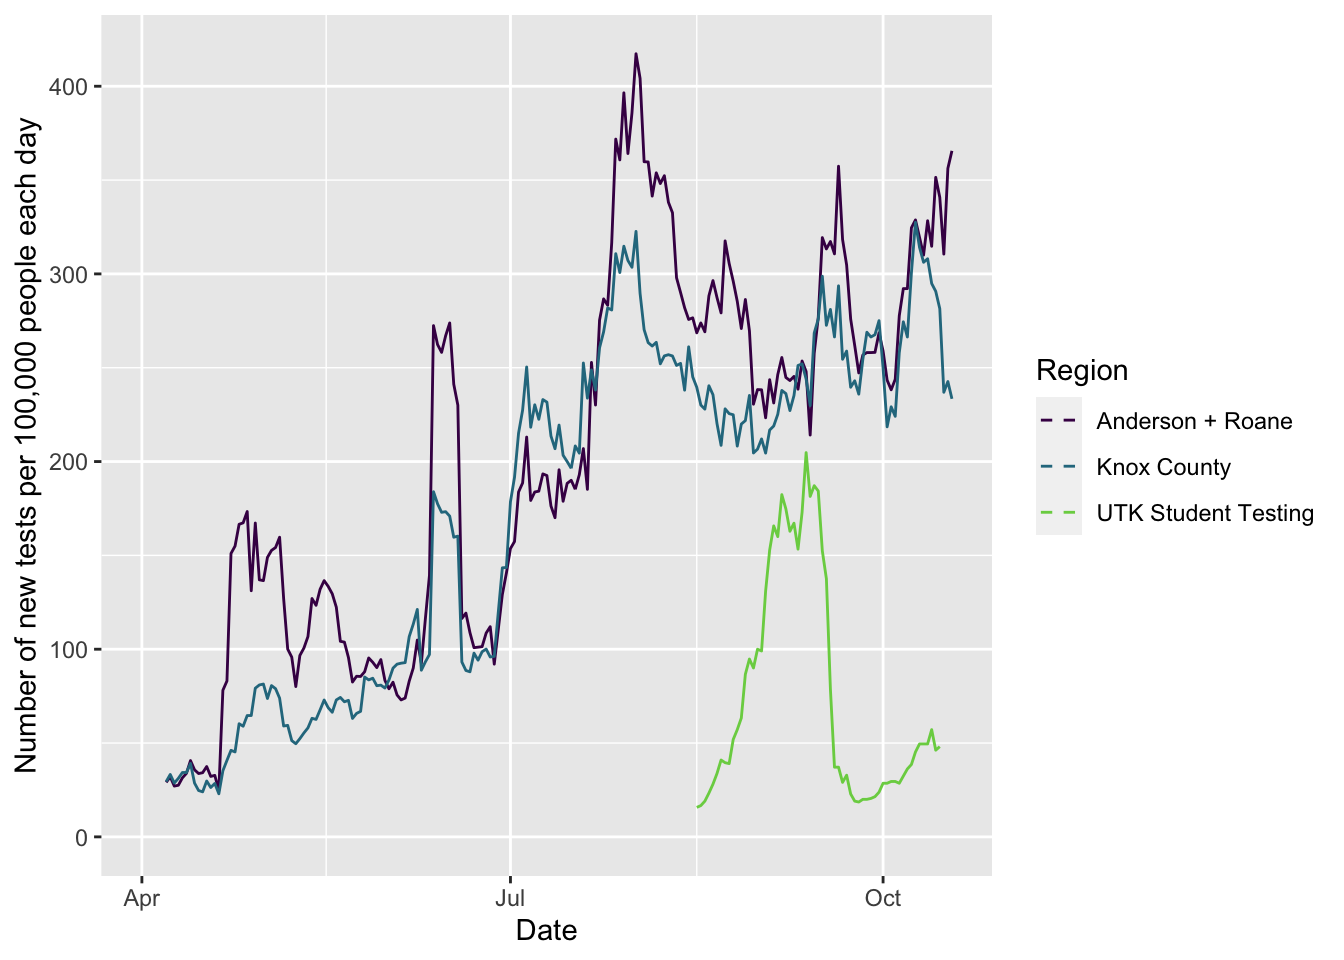 Number of new tests per 100,000 people each day
400
300
200
100
0
Apr
Jul
Oct
Date
Region
Anderson + Roane
Knox County
UTK Student Testing